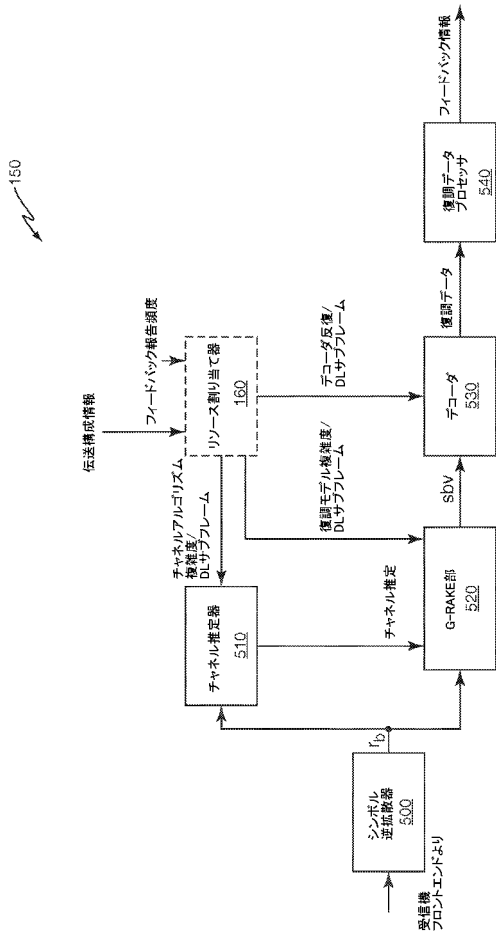 150
伝送構成情報
フィードバック報告頻度
リソース割り当て器
160
チャネルアルゴリズム
複雑度/
DLサブフレーム
復調モデル複雑度/
DLサブフレーム
デコーダ反復/
DLサブフレーム
チャネル推定器
510
チャネル推定
受信機
フロントエンドより
シンボル
逆拡散器
500
rb
G-RAKE部
520
sbv
デコーダ
530
復調データ
復調データ
プロセッサ
540
フィードバック情報